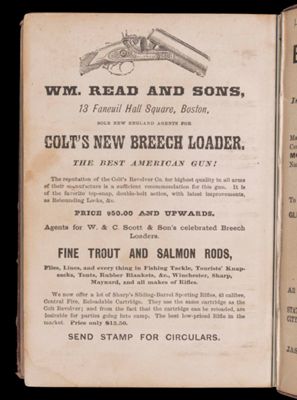 WM. READ AND SONS,
13 Faneuil Hall Square, Boston,
SOLE NEW ENGLAND AGENTS FOR
COLT'S NEW BREECH LOADER.
THE BEST AMERICAN GUN!
The reputation of the Colt's Revolver Co. for highest quality in all arms
of their manufacture is a sufficient recommendation for this gun. It is
of the favorite top-snap, double-bolt action, with latest improvements,
as Rebounding Locks, &c.
PRICE $50.00 AND UPWARDS.
Agents for W. & C. Scott & Son's celebrated Breech
Loaders.
FINE TROUT AND SALMON RODS,
Flies, Lines, and every thing in Fishing Tackle, Tourists' Knap-
sacks, Tents, Rubber Blankets, &c., Winchester, Sharp,
Maynard, and all makes of Rifles.
We now offer a lot of Sharp's Sliding-Barrel Sporting Rifles, 45 calibre,
Central Fire, Reloadable Cartridge. They use the same cartridge as the
Colt Revolver; and from the fact that the cartridge can be reloaded, are
desirable for parties going into camp. The best low-priced Rifle in the
market. Price only $13.50.
SEND STAMP FOR CIRCULARS.